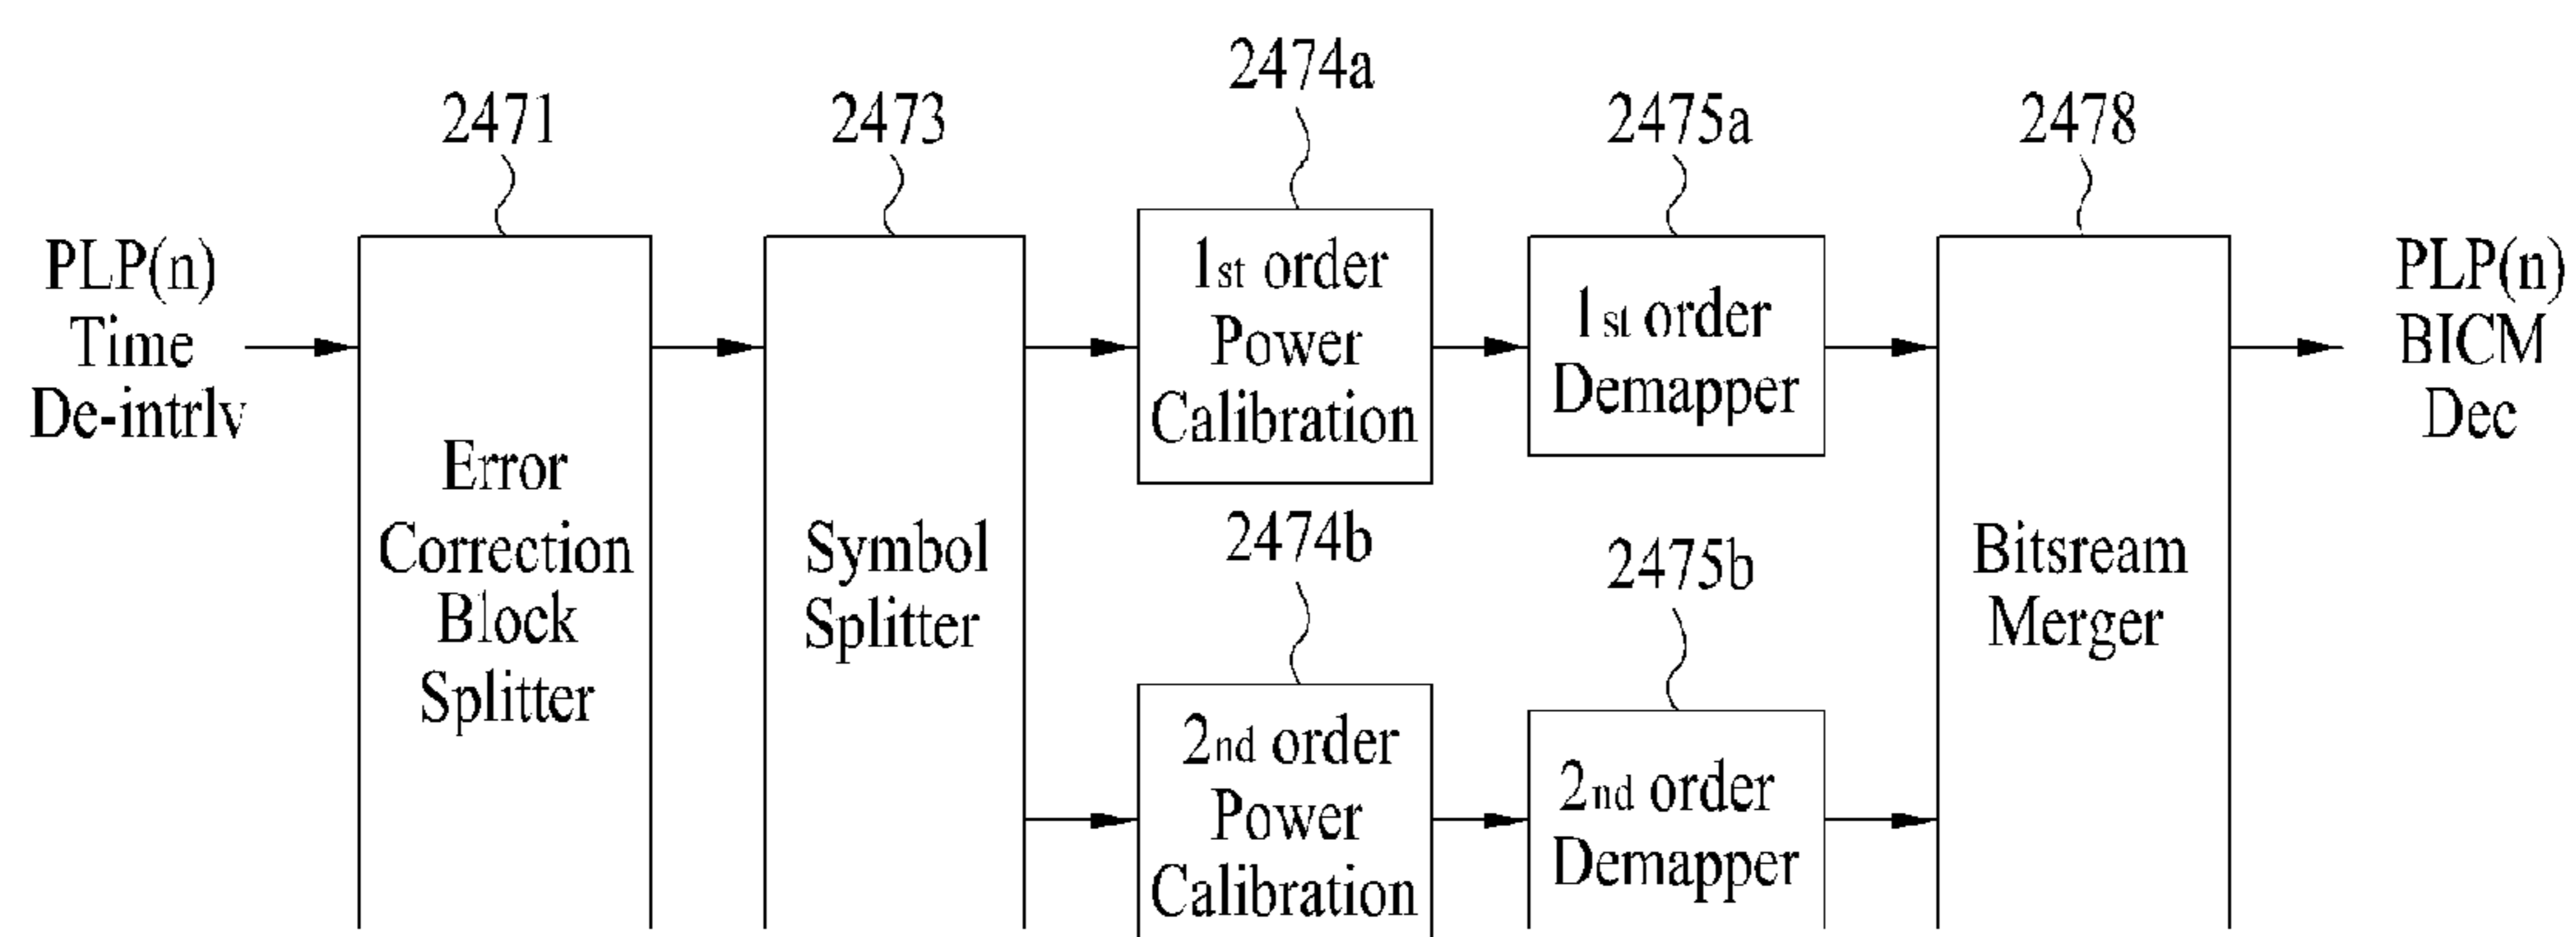 2474a
2471
2473
2475a
2478
PLP(n)
Time
De-intrlv
Error
Correction
Block
Splitter
Symbol
Splitter
1st order
Power
Calibration
1st order
Demapper
2474b
2475b
2nd order
Power
Calibration
2nd order
Demapper
Bitsream
Merger
PLP(n)
BICM
Dec